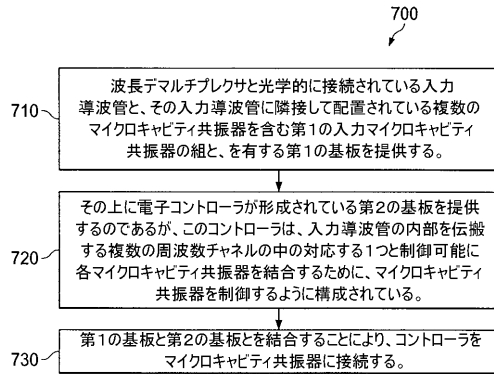 700
710
波長デマルチプレクサと光学的に接続されている入力
導波管と、その入力導波管に隣接して配置されている複数の
マイクロキャビティ共振器を含む第1の入力マイクロキャビティ
共振器の組と、を有する第1の基板を提供する。
720
その上に電子コントローラが形成されている第2の基板を提供
するのであるが、このコントローラは、入力導波管の内部を伝搬
する複数の周波数チャネルの中の対応する1つと制御可能に
各マイクロキャビティ共振器を結合するために、マイクロキャビティ
共振器を制御するように構成されている。
730
第1の基板と第2の基板とを結合することにより、コントローラを
マイクロキャビティ共振器に接続する。